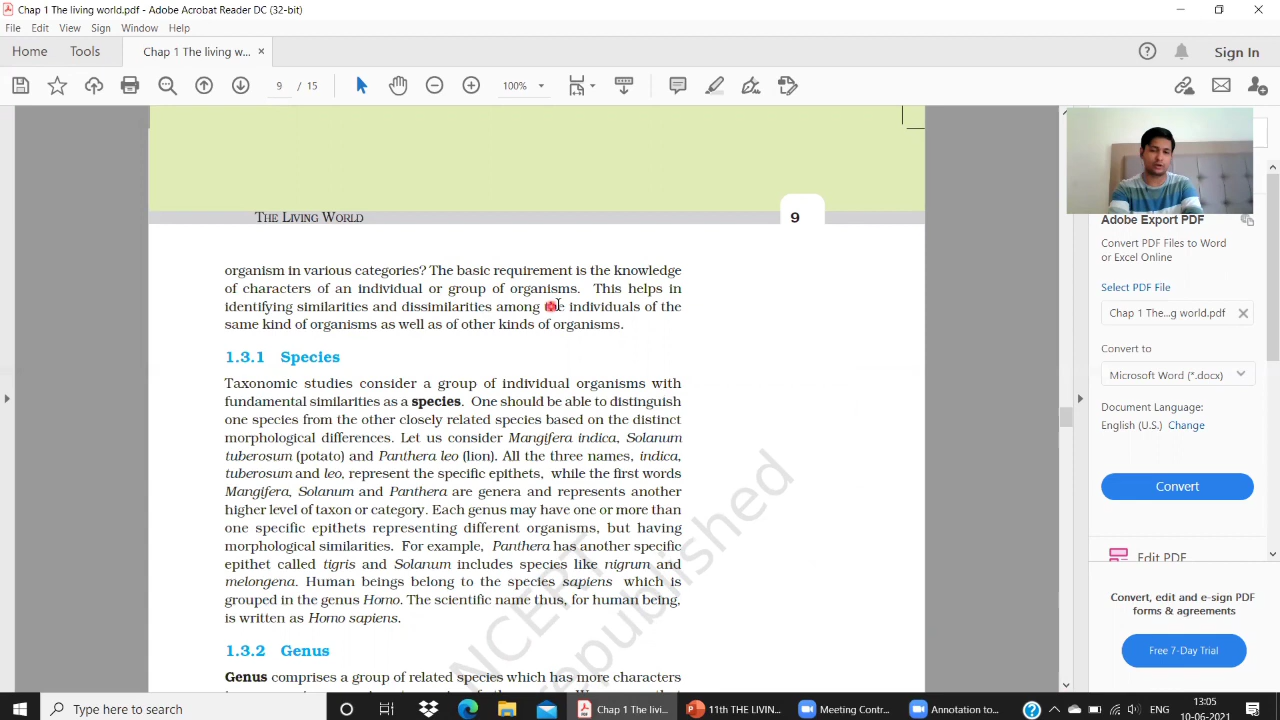 Chap 1 The living world.pdf - Adobe Acrobat Reader DC (32-bit)
File Edit View Sign Window Help
Home Tools Chap 1 The living w... × Sign In
9 / 15 100%
THE LIVING WORLD 9
organism in various categories? The basic requirement is the knowledge
of characters of an individual or group of organisms. This helps in
identifying similarities and dissimilarities among the individuals of the
same kind of organisms as well as of other kinds of organisms.
1.3.1 Species
Taxonomic studies consider a group of individual organisms with
fundamental similarities as a species. One should be able to distinguish
one species from the other closely related species based on the distinct
morphological differences. Let us consider Mangifera indica, Solanum
tuberosum (potato) and Panthera leo (lion). All the three names, indica,
tuberosum and leo, represent the specific epithets, while the first words
Mangifera, Solanum and Panthera are genera and represents another
higher level of taxon or category. Each genus may have one or more than
one specific epithets representing different organisms, but having
morphological similarities. For example, Panthera has another specific
epithet called tigris and Solanum includes species like nigrum and
melongena. Human beings belong to the species sapiens which is
grouped in the genus Homo. The scientific name thus, for human being,
is written as Homo sapiens.
1.3.2 Genus
Genus comprises a group of related species which has more characters
NCERT
republished
Adobe Export PDF
Convert PDF Files to Word
or Excel Online
Select PDF File
Chap 1 The...g world.pdf
Convert to
Microsoft Word (*.docx)
Document Language:
English (U.S.) Change
Convert
Edit PDF
Convert, edit and e-sign PDF
forms & agreements
Free 7-Day Trial
Type here to search
Chap 1 The livi...
11th THE LIVIN...
Meeting Contr...
Annotation to...
ENG
13:05
10-06-2021